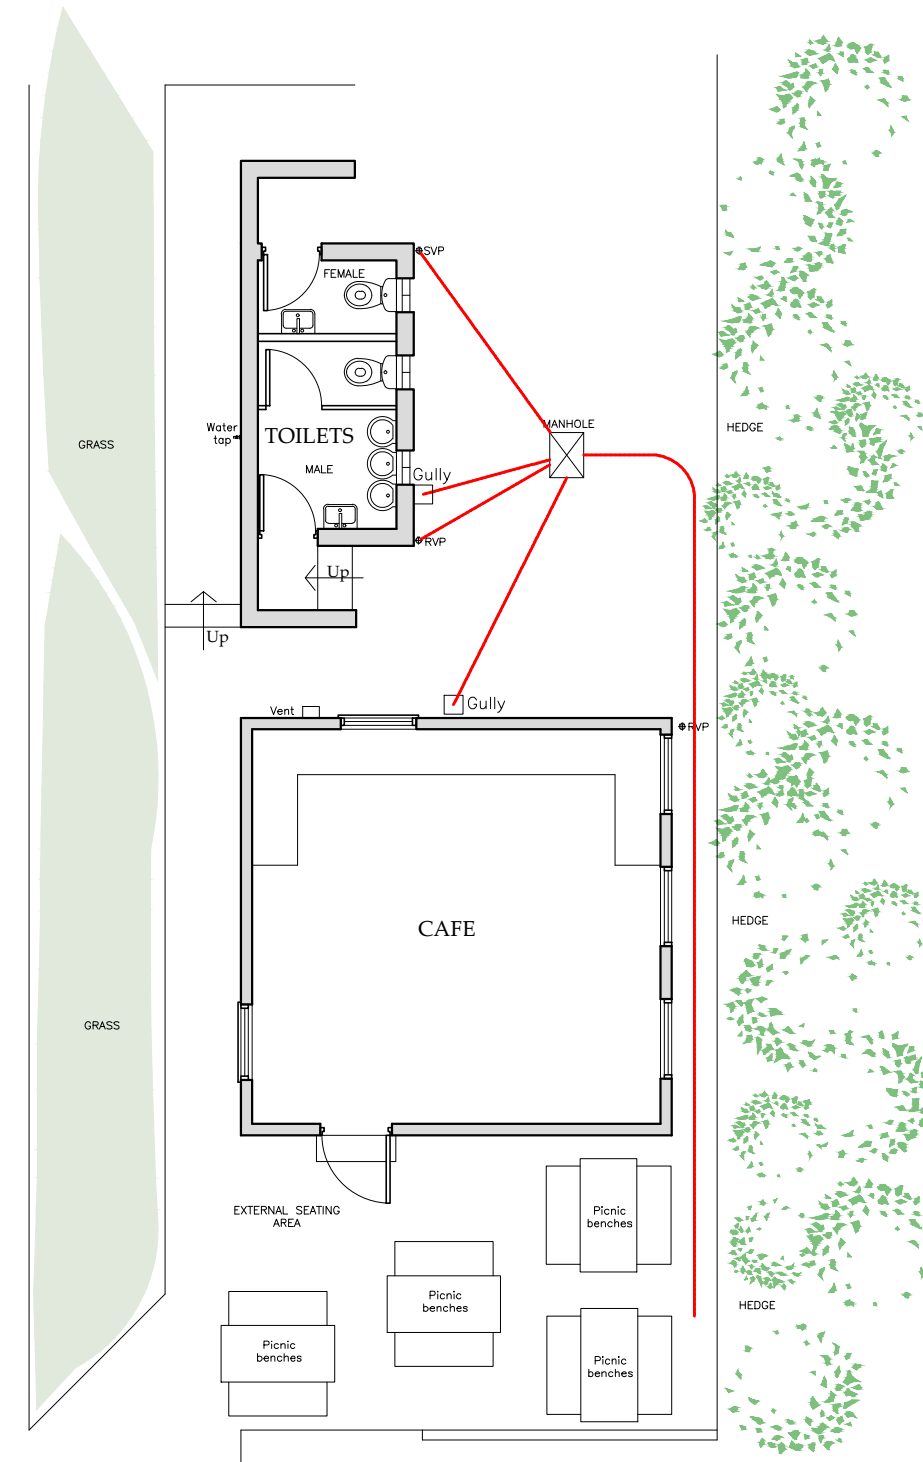 SVP
FEMALE
MANHOLE
HEDGE
Water
tap
TOILETS
GRASS
MALE
Gully
RVP
Up
Up
Gully
Vent
RVP
HEDGE
CAFE
GRASS
EXTERNAL SEATING
AREA
Picnic
benches
Picnic
benches
HEDGE
Picnic
benches
Picnic
benches